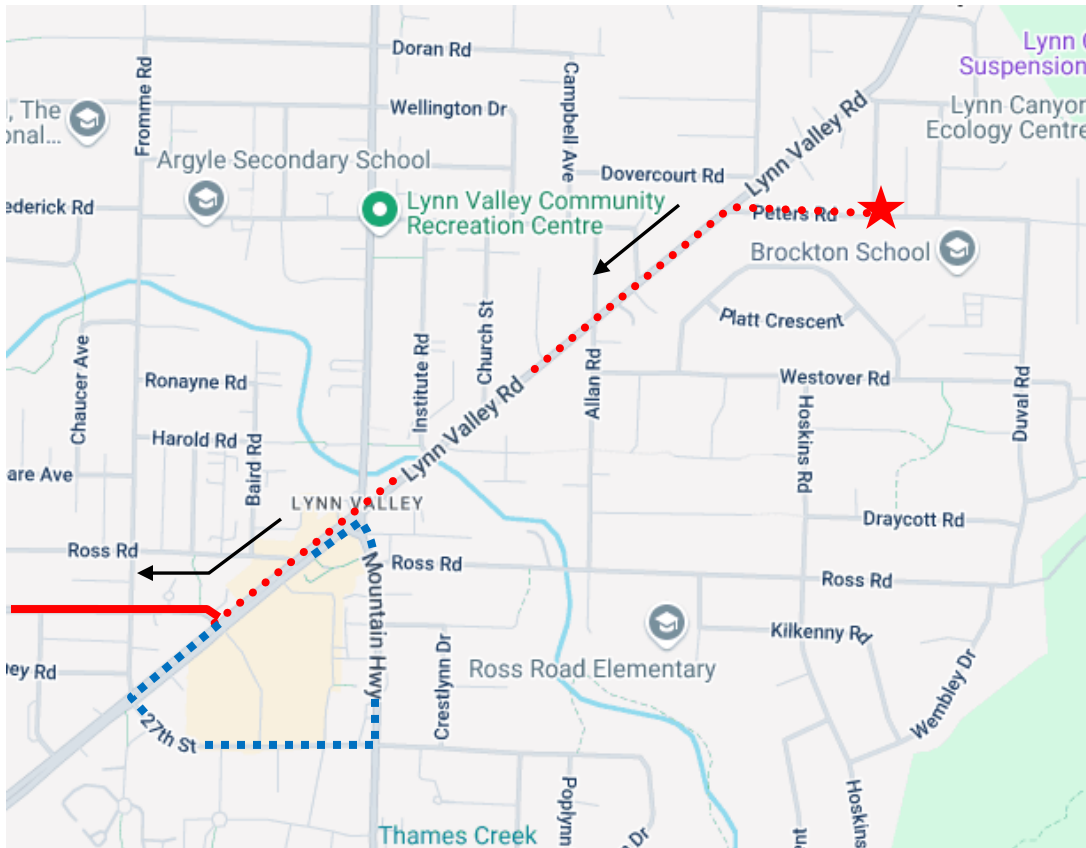 Doran Rd
Lynn C
Suspension
Fromme Rd
Campbell Ave
Wellington Dr
, The
onal...
Lynn Valley Rd
Lynn Canyon
Ecology Centre
Argyle Secondary School
Dovercourt Rd
Lynn Valley Community
Recreation Centre
ederick Rd
Peters Rd
Brockton School
Platt Crescent
Church St
Institute Rd
Chaucer Ave
Ronayne Rd
Allan Rd
Westover Rd
Duval Rd
Hoskins Rd
Lynn Valley Rd
Harold Rd
Baird Rd
are Ave
LYNN VALLEY
Draycott Rd
Ross Rd
Ross Rd
Ross Rd
Mountain Hwy
Kilkenny Rd
Ross Road Elementary
Crestlynn Dr
Wembley Dr
ey Rd
27th St
Poplynn
Hoskins
Thames Creek
n Dr
ont